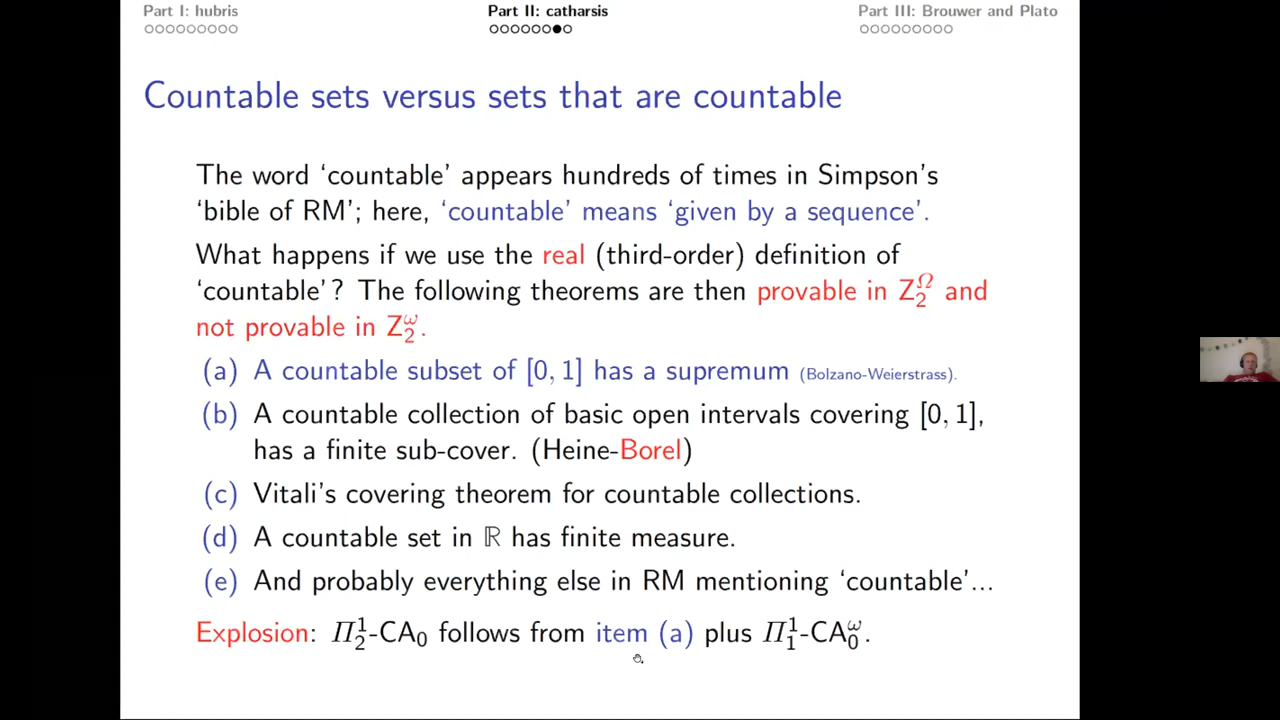 Part I: hubris Part II: catharsis Part III: Brouwer and Plato
Countable sets versus sets that are countable
The word ‘countable’ appears hundreds of times in Simpson’s
‘bible of RM’; here, ‘countable’ means ‘given by a sequence’.
What happens if we use the real (third-order) definition of
‘countable’? The following theorems are then provable in Z₂^Ω and
not provable in Z₂^ω.
(a) A countable subset of [0, 1] has a supremum (Bolzano-Weierstrass).
(b) A countable collection of basic open intervals covering [0, 1],
has a finite sub-cover. (Heine-Borel)
(c) Vitali’s covering theorem for countable collections.
(d) A countable set in ℝ has finite measure.
(e) And probably everything else in RM mentioning ‘countable’...
Explosion: Π¹₂-CA₀ follows from item (a) plus Π¹₁-CA₀^ω.